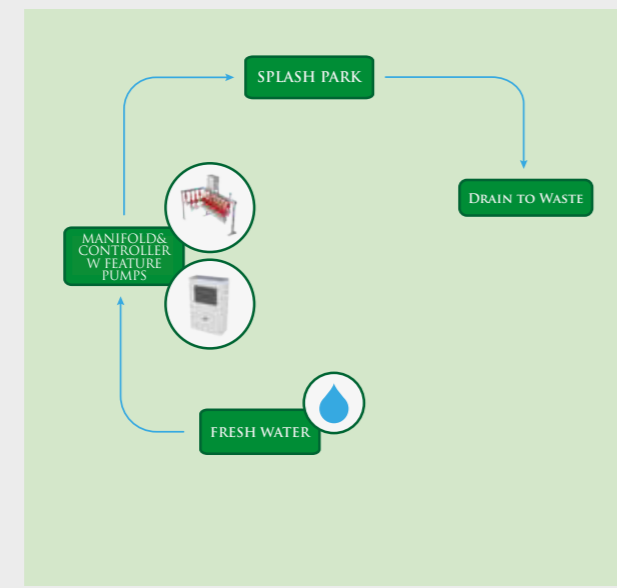 SPLASH PARK
DRAIN TO WASTE
MANIFOLD&
CONTROLLER
W FEATURE
PUMPS
FRESH WATER